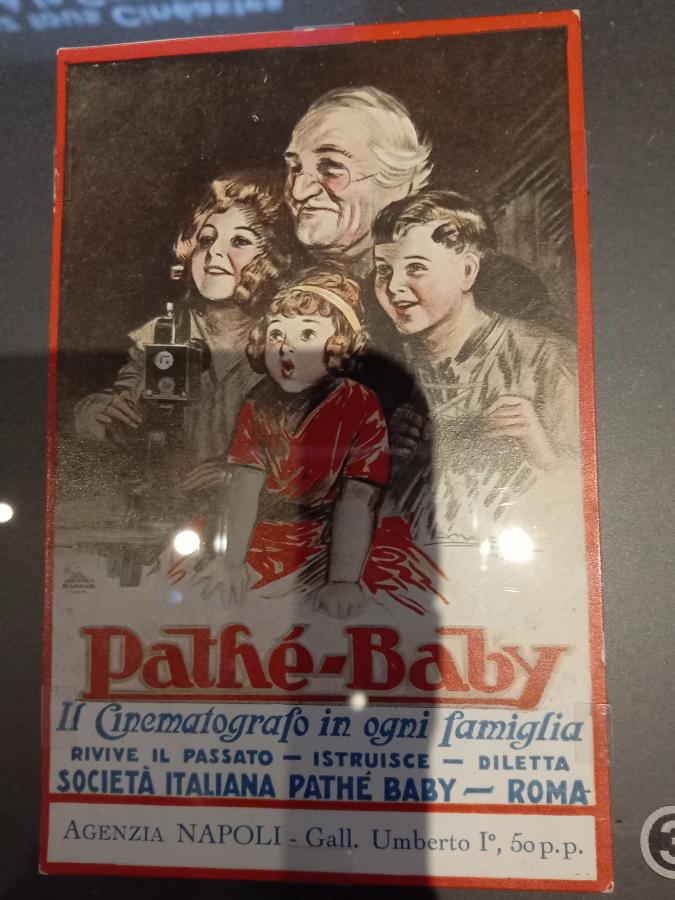 Pathé-Baby
Il Cinematografo in ogni famiglia
RIVIVE IL PASSATO — ISTRUISCE — DILETTA
SOCIETÀ ITALIANA PATHÉ BABY — ROMA
AGENZIA NAPOLI - Gall. Umberto I°, 50 p.p.
3